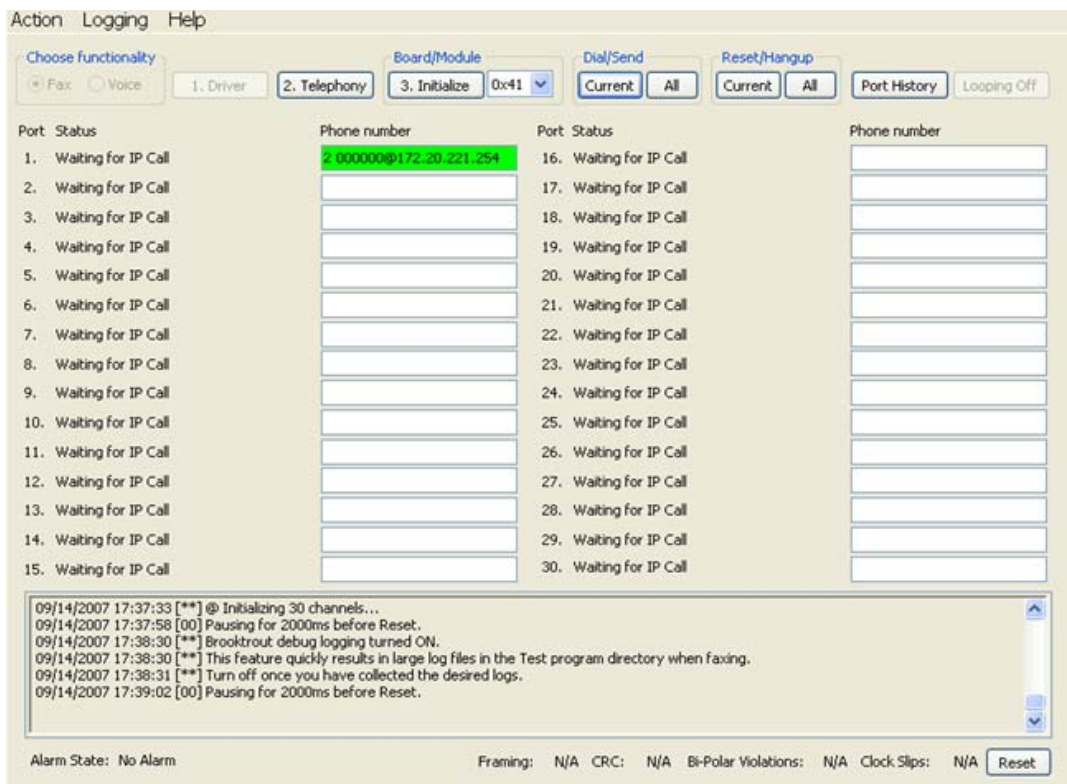 Action Logging Help
Choose functionality Board/Module Dial/Send Reset/Hangup
Fax Voice 1. Driver 2. Telephony 3. Initialize 0x41 Current All Current All Port History Looping Off
Port Status Phone number Port Status Phone number
1. Waiting for IP Call 2 000000@172.20.221.254 16. Waiting for IP Call
2. Waiting for IP Call 17. Waiting for IP Call
3. Waiting for IP Call 18. Waiting for IP Call
4. Waiting for IP Call 19. Waiting for IP Call
5. Waiting for IP Call 20. Waiting for IP Call
6. Waiting for IP Call 21. Waiting for IP Call
7. Waiting for IP Call 22. Waiting for IP Call
8. Waiting for IP Call 23. Waiting for IP Call
9. Waiting for IP Call 24. Waiting for IP Call
10. Waiting for IP Call 25. Waiting for IP Call
11. Waiting for IP Call 26. Waiting for IP Call
12. Waiting for IP Call 27. Waiting for IP Call
13. Waiting for IP Call 28. Waiting for IP Call
14. Waiting for IP Call 29. Waiting for IP Call
15. Waiting for IP Call 30. Waiting for IP Call
09/14/2007 17:37:33 [**] @ Initializing 30 channels...
09/14/2007 17:37:58 [00] Pausing for 2000ms before Reset.
09/14/2007 17:38:30 [**] Brooktrout debug logging turned ON.
09/14/2007 17:38:30 [**] This feature quickly results in large log files in the Test program directory when faxing.
09/14/2007 17:38:31 [**] Turn off once you have collected the desired logs.
09/14/2007 17:39:02 [00] Pausing for 2000ms before Reset.
Alarm State: No Alarm Framing: N/A CRC: N/A Bi-Polar Violations: N/A Clock Slips: N/A Reset